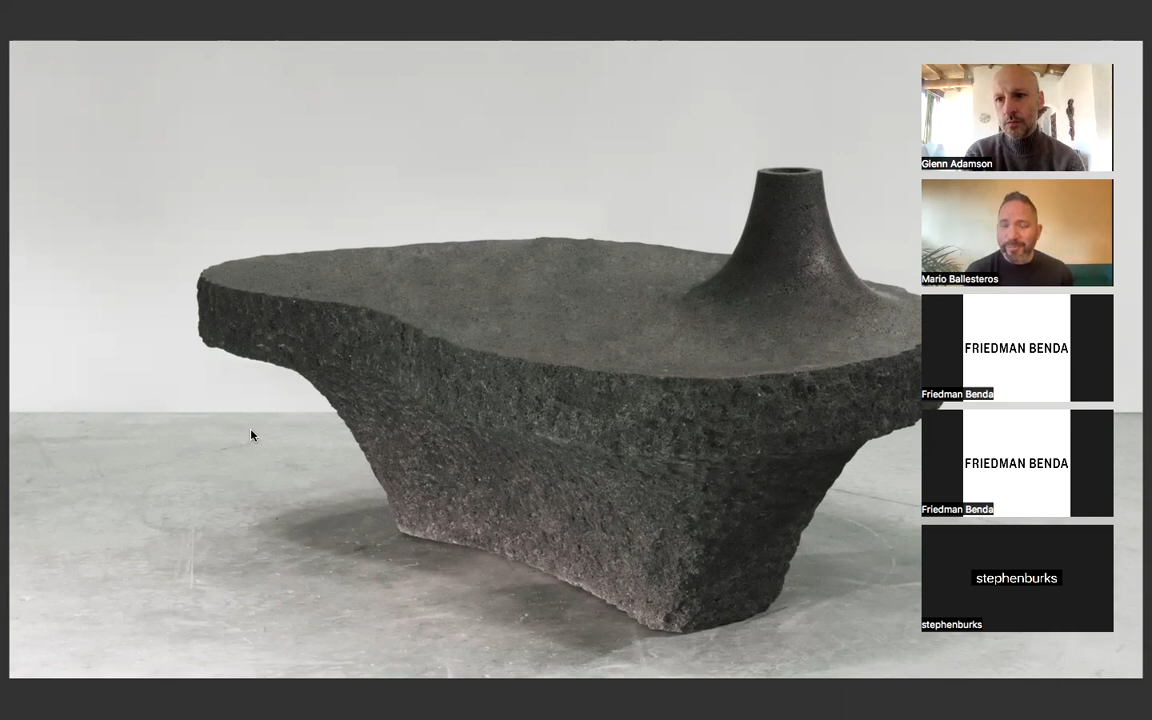 Glenn Adamson
Mario Ballesteros
FRIEDMAN BENDA
Friedman Benda
FRIEDMAN BENDA
Friedman Benda
stephenburks
stephenburks